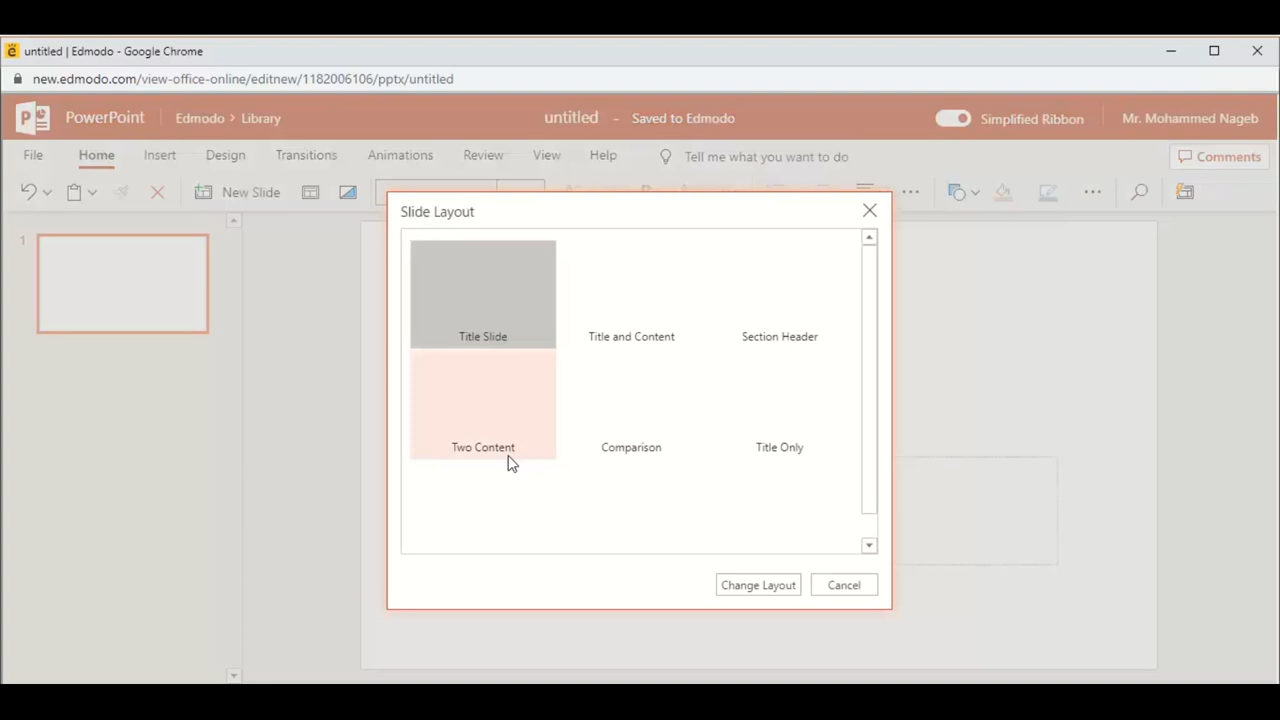 untitled | Edmodo - Google Chrome
new.edmodo.com/view-office-online/editnew/1182006106/pptx/untitled
PowerPoint Edmodo > Library untitled - Saved to Edmodo Simplified Ribbon Mr. Mohammed Nageb
File Home Insert Design Transitions Animations Review View Help Tell me what you want to do Comments
New Slide
Slide Layout
1
Title Slide Title and Content Section Header
Two Content Comparison Title Only
Change Layout Cancel